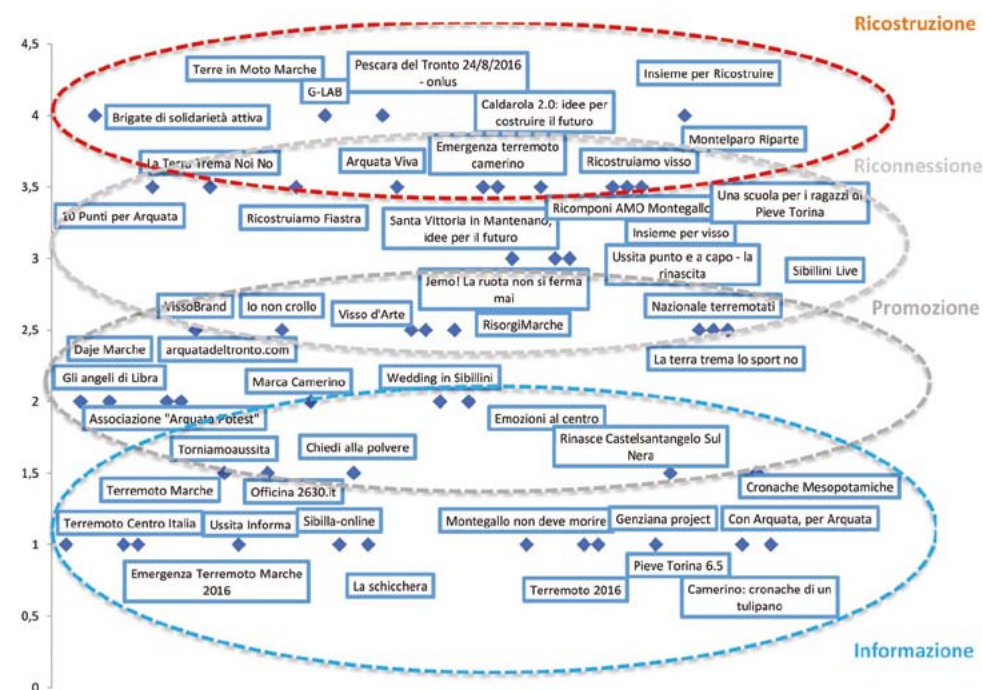 Ricostruzione
4,5
Terre in Moto Marche
Pescara del Tronto 24/8/2016
- onlus
Insieme per Ricostruire
G-LAB
Caldarola 2.0: idee per
costruire il futuro
4
Brigate di solidarietà attiva
Montelparo Riparte
Emergenza terremoto
camerino
La Terra Trema Noi No
Arquata Viva
Ricostruiamo visso
Riconnessione
3,5
Una scuola per i ragazzi di
Pieve Torina
10 Punti per Arquata
Ricostruiamo Fiastra
Ricomponi AMO Montegallo
Santa Vittoria in Mantenano,
idee per il futuro
Insieme per visso
3
Ussita punto e a capo - la
rinascita
Sibillini Live
Jemo! La ruota non si ferma
mai
VissoBrand
Io non crollo
Visso d'Arte
Nazionale terremotati
Promozione
RisorgiMarche
2,5
Daje Marche
arquatadeltronto.com
La terra trema lo sport no
Gli angeli di Libra
Marca Camerino
Wedding in Sibillini
2
Associazione "Arquata Potest"
Emozioni al centro
Torniamoaussita
Chiedi alla polvere
Rinasce Castelsantangelo Sul
Nera
1,5
Terremoto Marche
Officina 2630.it
Cronache Mesopotamiche
Terremoto Centro Italia
Ussita Informa
Sibilla-online
Montegallo non deve morire
Genziana project
Con Arquata, per Arquata
1
Emergenza Terremoto Marche
2016
La schicchera
Terremoto 2016
Pieve Torina 6.5
Camerino: cronache di un
tulipano
0,5
Informazione
0